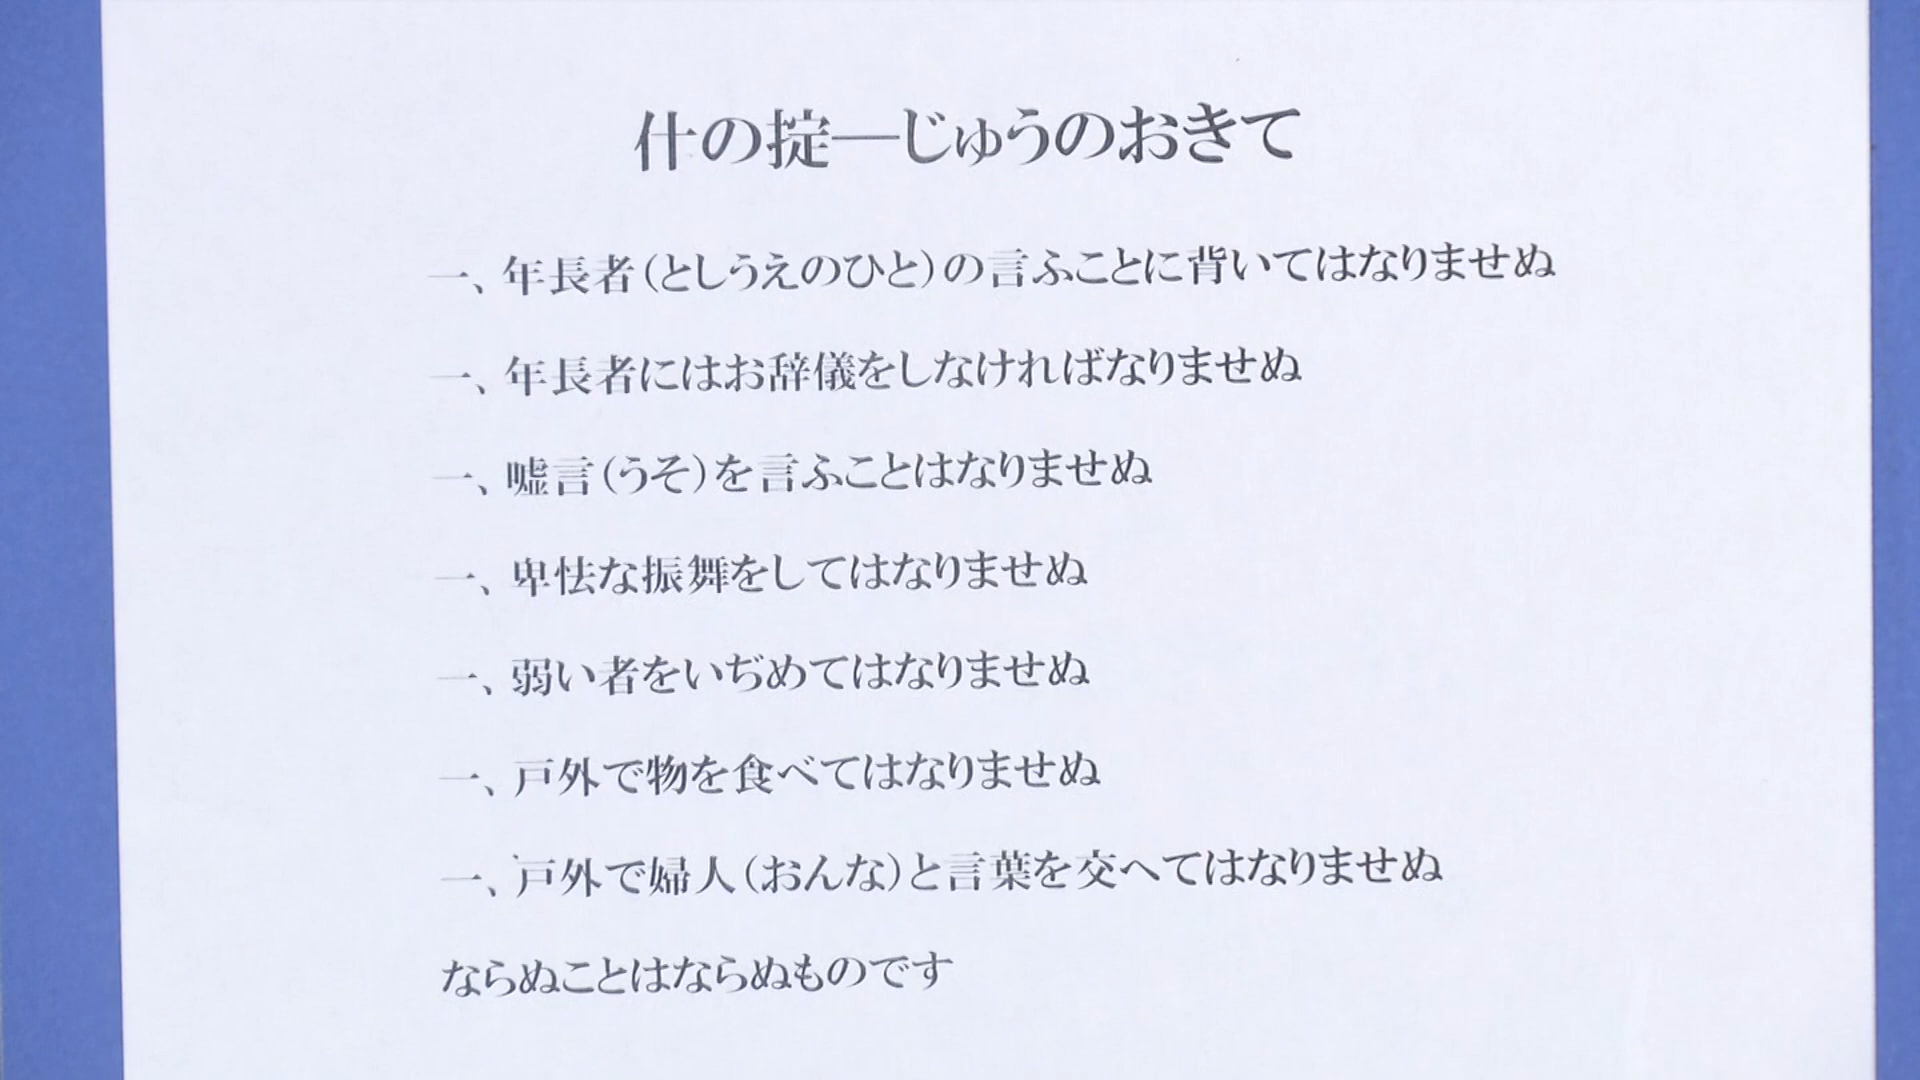 什の掟―じゅうのおきて
一、年長者(としうえのひと)の言ふことに背いてはなりませぬ
一、年長者にはお辞儀をしなければなりませぬ
一、嘘言(うそ)を言ふことはなりませぬ
一、卑怯な振舞をしてはなりませぬ
一、弱い者をいぢめてはなりませぬ
一、戸外で物を食べてはなりませぬ
一、戸外で婦人(おんな)と言葉を交へてはなりませぬ
ならぬことはならぬものです